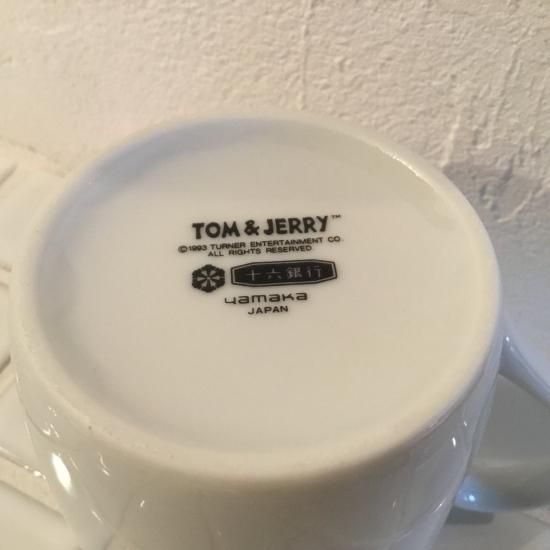 TOM & JERRY™
©1993 TURNER ENTERTAINMENT CO.
ALL RIGHTS RESERVED
十六銀行
yamaka
JAPAN